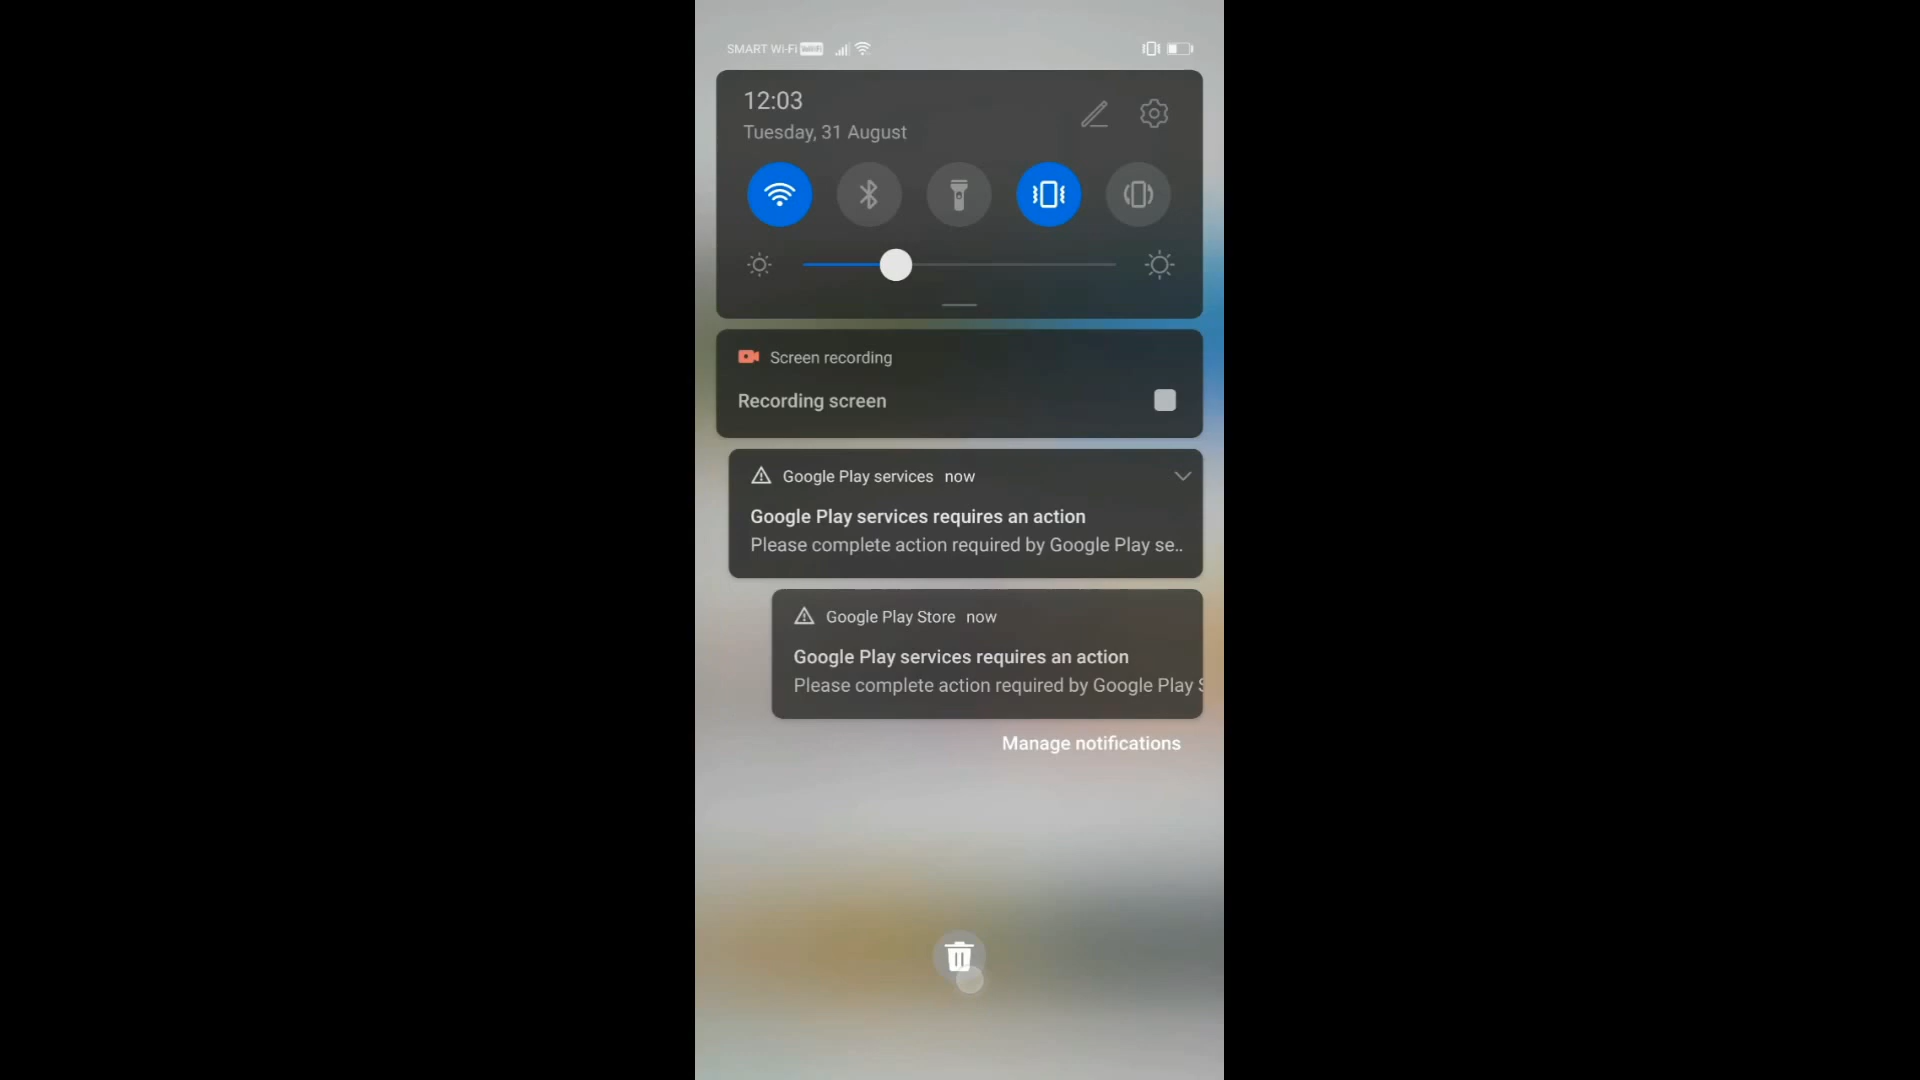 SMART Wi-Fi
12:03
Tuesday, 31 August
Screen recording
Recording screen
Google Play services now
Google Play services requires an action
Please complete action required by Google Play se..
Google Play Store now
Google Play services requires an action
Please complete action required by Google Play S
Manage notifications